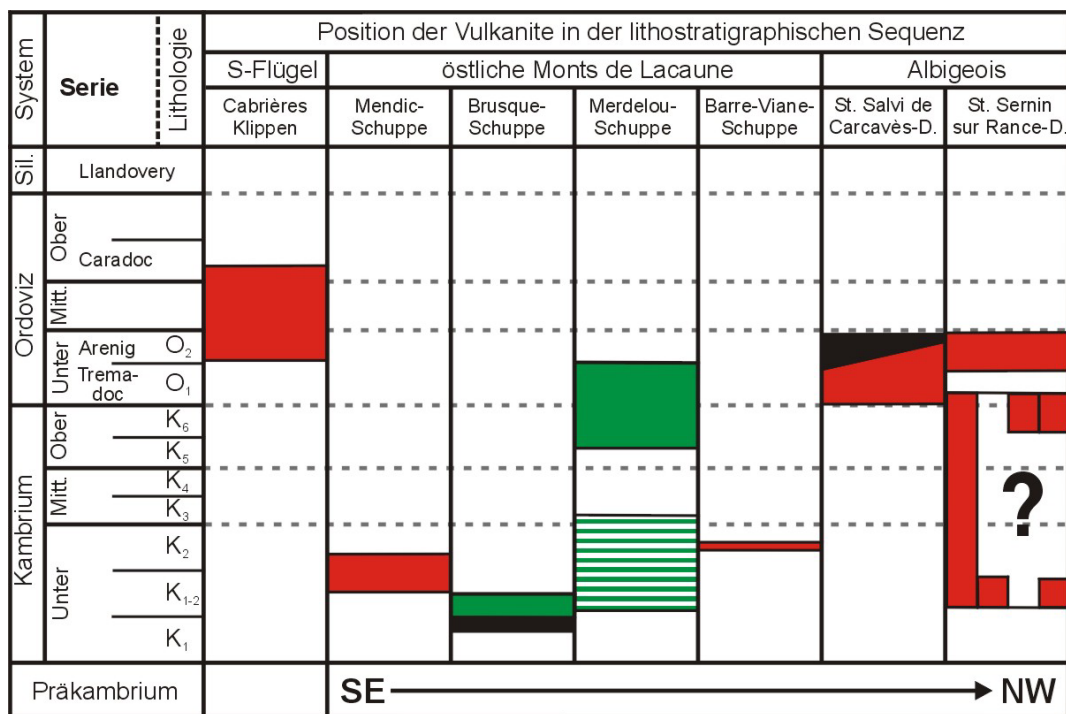 System
Serie
Lithologie
Position der Vulkanite in der lithostratigraphischen Sequenz
S-Flügel
östliche Monts de Lacaune
Albigeois
Cabrières
Klippen
Mendic-
Schuppe
Brusque-
Schuppe
Merdelou-
Schuppe
Barre-Viane-
Schuppe
St. Salvi de
Carcavès-D.
St. Sernin
sur Rance-D.
Sil.
Llandovery
Ordoviz
Ober
Caradoc
Mitt.
Unter
Arenig O₂
Trema-
doc O₁
Kambrium
Ober
K₆
K₅
Mitt.
K₄
K₃
Unter
K₂
K₁₋₂
K₁
?
Präkambrium
SE
NW